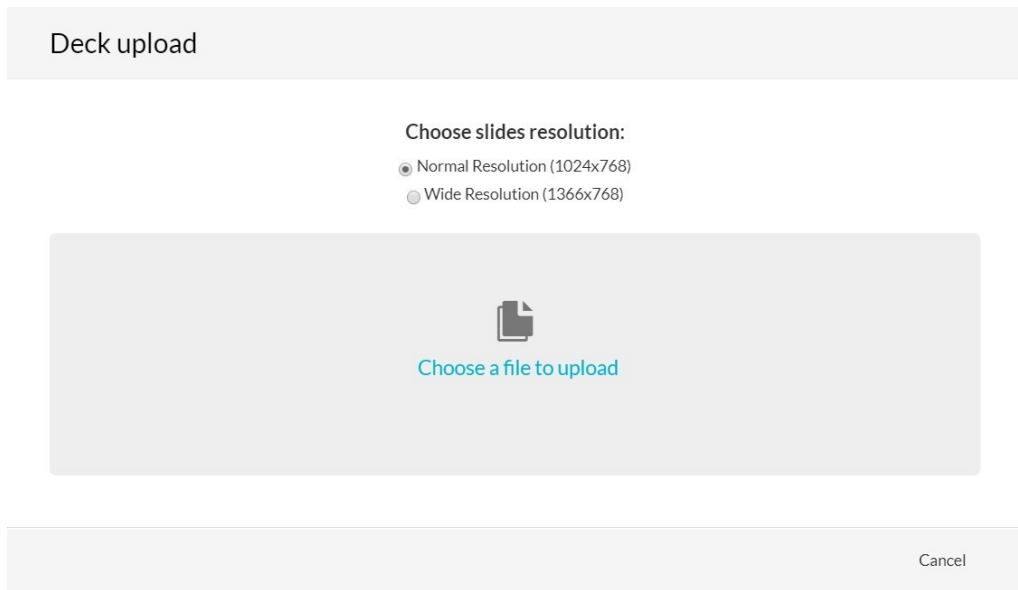 Deck upload
Choose slides resolution:
Normal Resolution (1024x768)
Wide Resolution (1366x768)
Choose a file to upload
Cancel